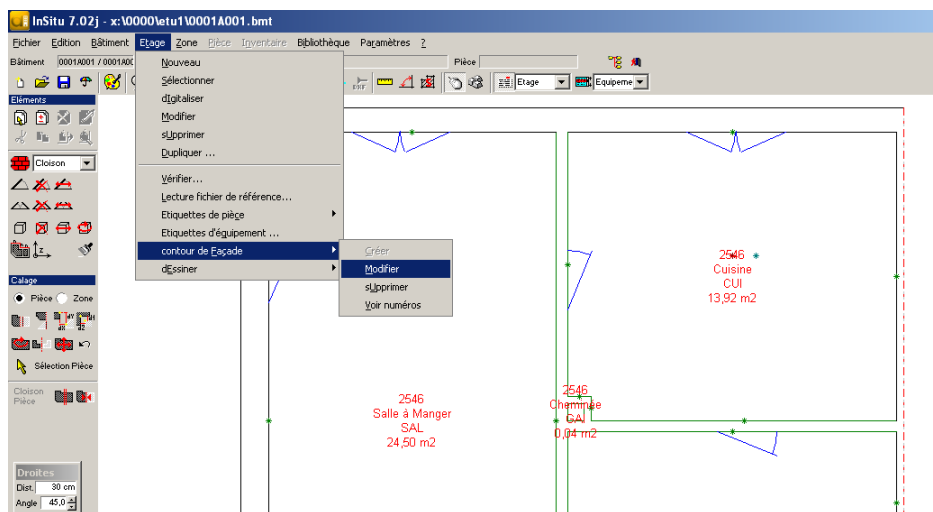 InSitu 7.02j - x:\0000\etu1\0001A001.bmt
Fichier Edition Bâtiment Etage Zone Pièce Inventaire Bibliothèque Paramètres ?
Bâtiment 0001A001 / 0001A00 Pièce
Etage Equipeme
Nouveau
Sélectionner
dIgitaliser
Modifier
sUpprimer
Dupliquer ...
Vérifier...
Lecture fichier de référence...
Etiquettes de pièce
Etiquettes d'équipement ...
contour de Façade
dEssiner
Créer
Modifier
sUpprimer
Voir numéros
Eléments
Cloison
Calage
Pièce Zone
Sélection Pièce
Cloison
Pièce
Droites
Dist. 30 cm
Angle 45,0
2546
Cuisine
CUI
13,92 m2
2546
Salle à Manger
SAL
24,50 m2
2546
Cheminée
GAI
0,04 m2